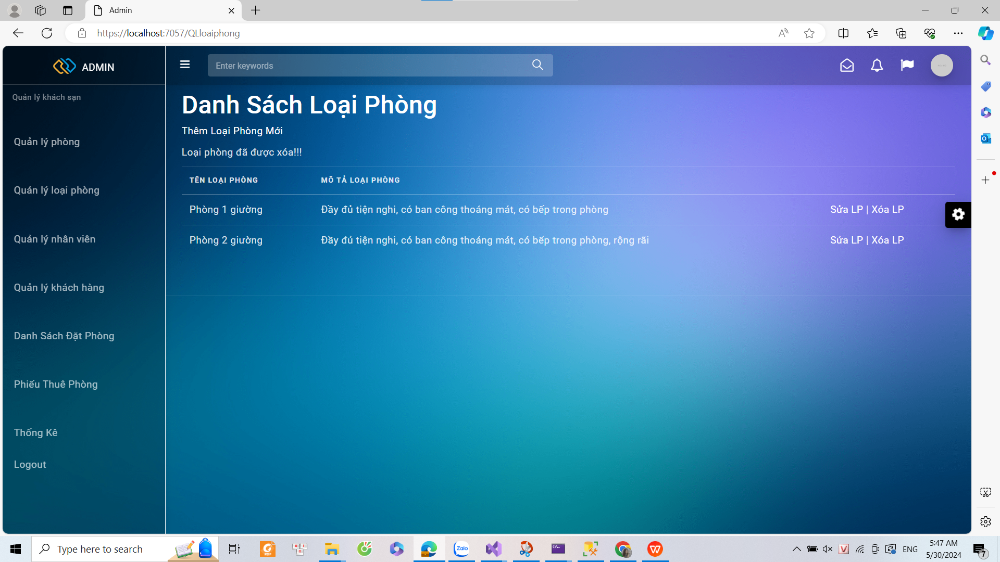 Admin
https://localhost:7057/QLloaiphong
ADMIN
Enter keywords
Quản lý khách sạn
Quản lý phòng
Quản lý loại phòng
Quản lý nhân viên
Quản lý khách hàng
Danh Sách Đặt Phòng
Phiếu Thuê Phòng
Thống Kê
Logout
Danh Sách Loại Phòng
Thêm Loại Phòng Mới
Loại phòng đã được xóa!!!
TÊN LOẠI PHÒNG MÔ TẢ LOẠI PHÒNG
Phòng 1 giường Đầy đủ tiện nghi, có ban công thoáng mát, có bếp trong phòng Sửa LP | Xóa LP
Phòng 2 giường Đầy đủ tiện nghi, có ban công thoáng mát, có bếp trong phòng, rộng rãi Sửa LP | Xóa LP
Type here to search
PDF
Zalo
ENG
5:47 AM
5/30/2024
7